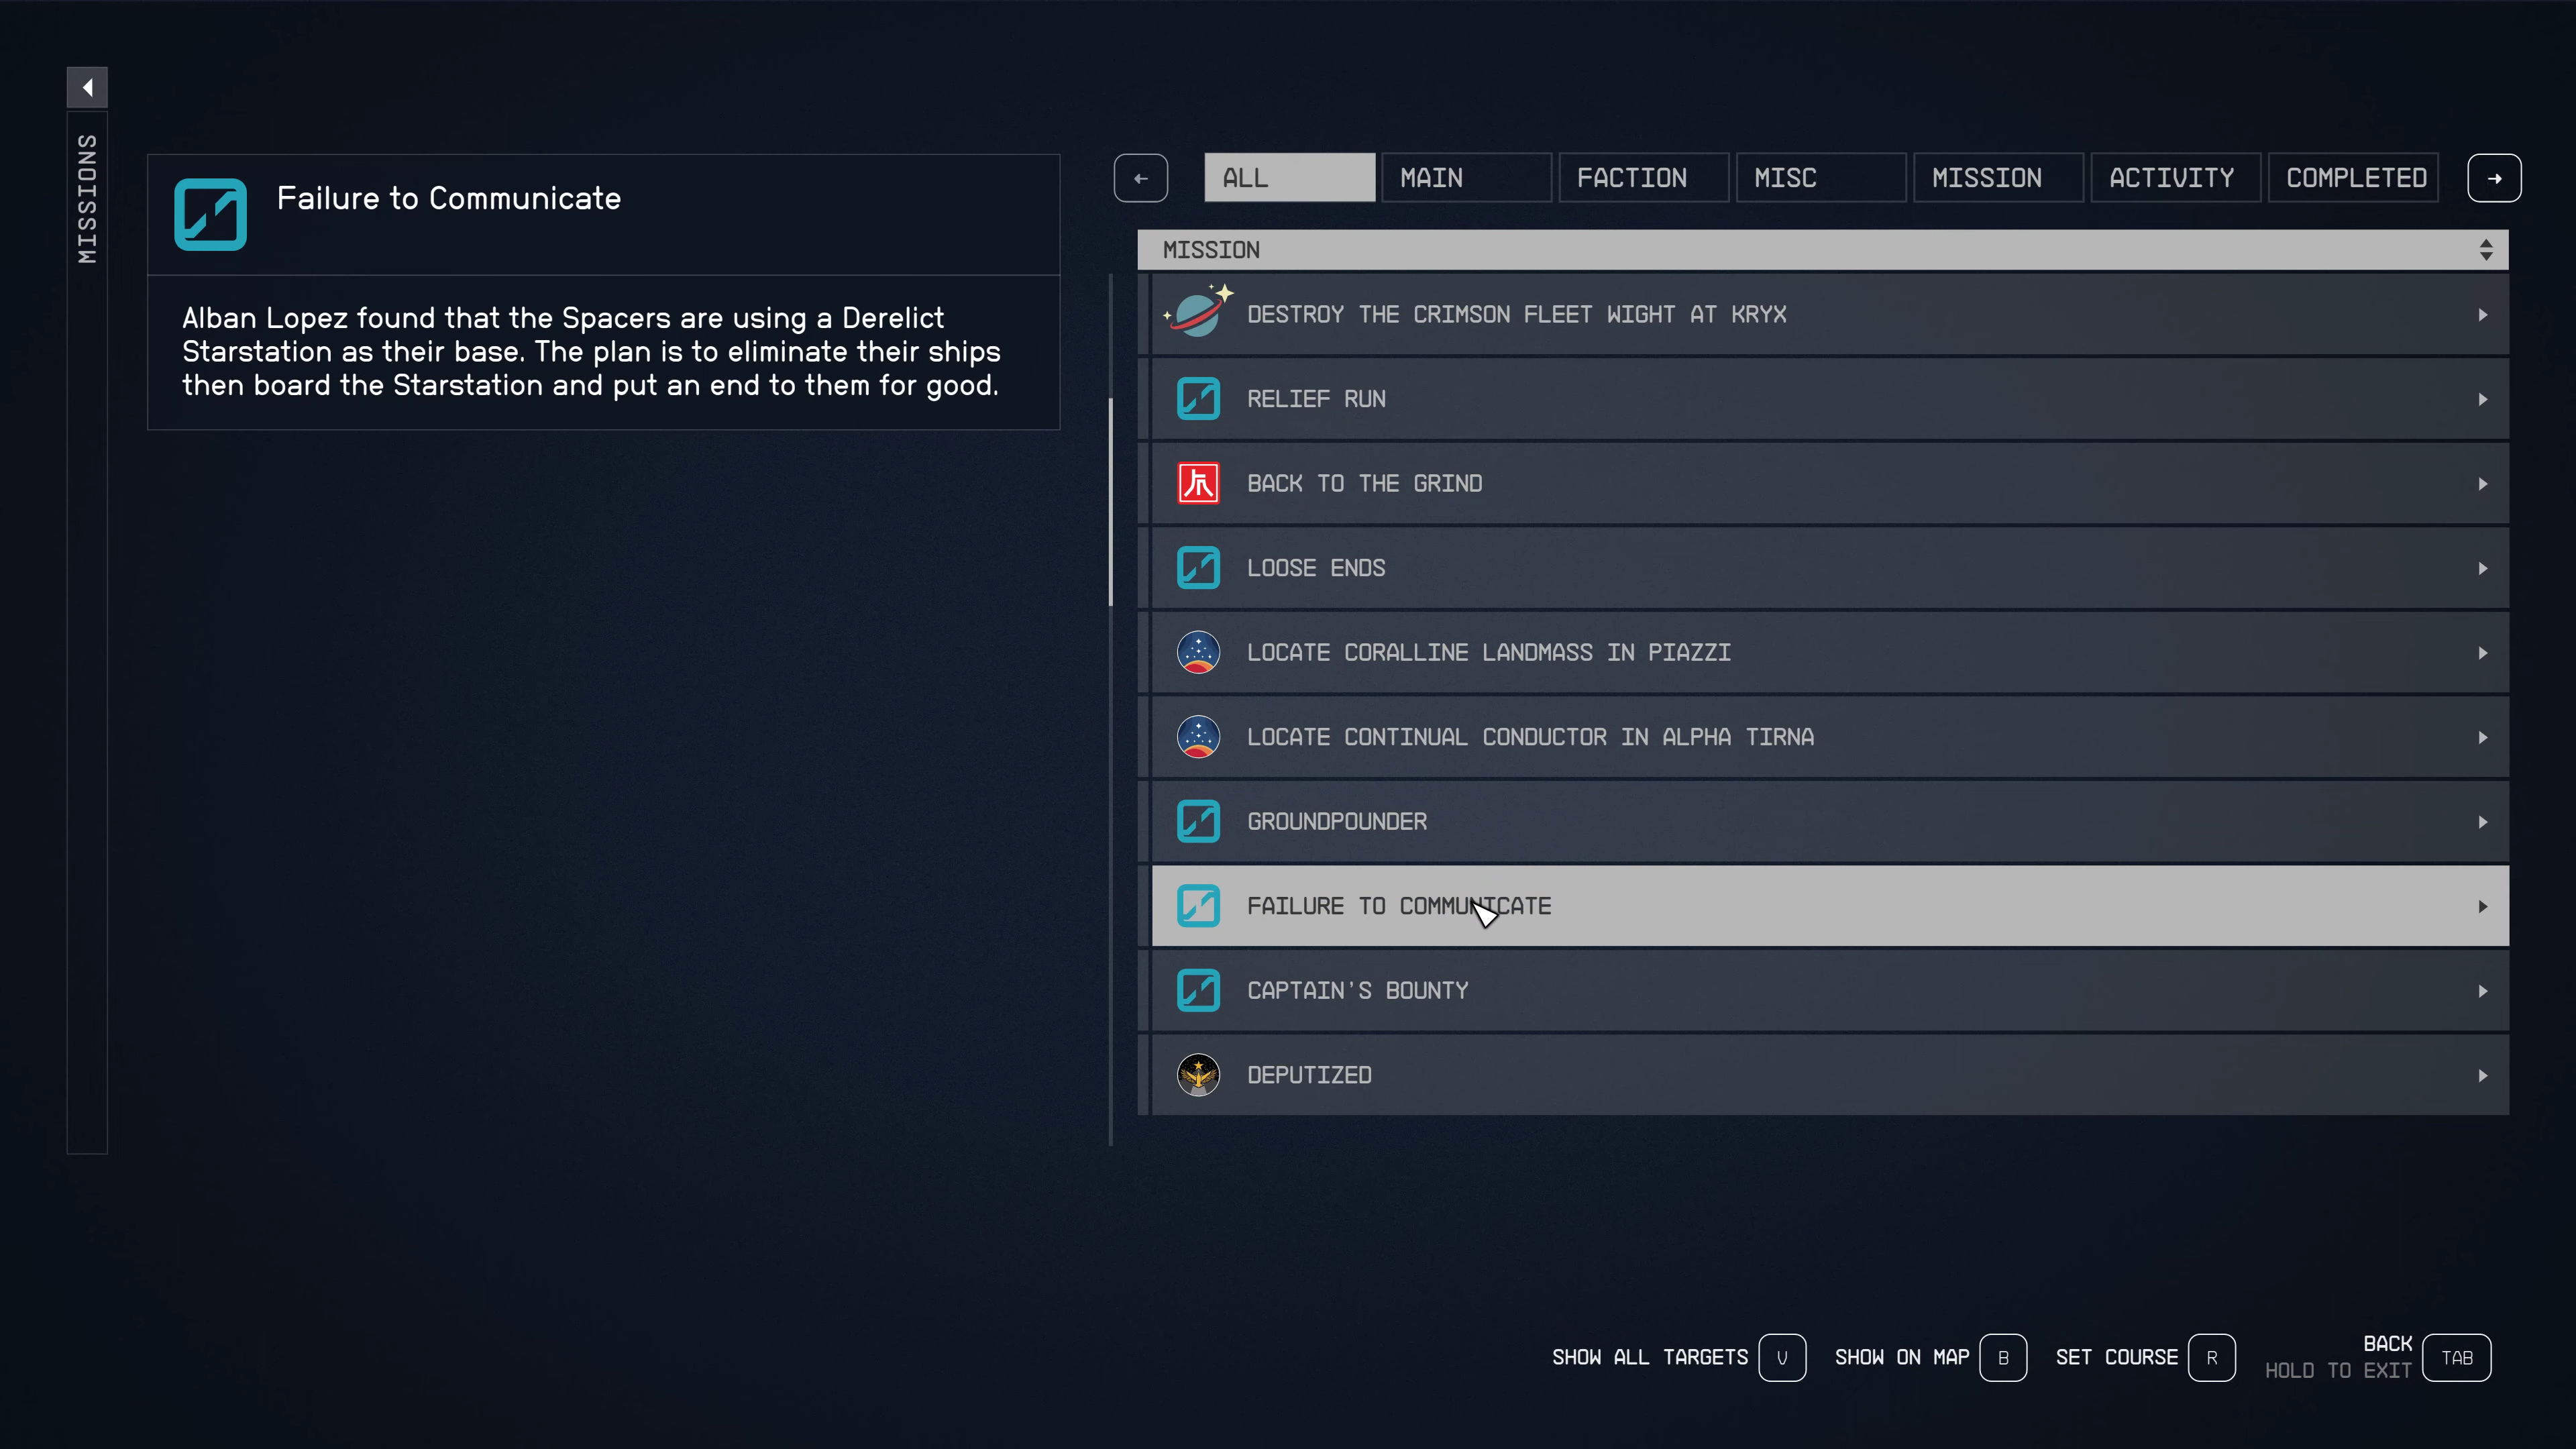 MISSIONS
Failure to Communicate
Alban Lopez found that the Spacers are using a Derelict
Starstation as their base. The plan is to eliminate their ships
then board the Starstation and put an end to them for good.
ALL
MAIN
FACTION
MISC
MISSION
ACTIVITY
COMPLETED
MISSION
DESTROY THE CRIMSON FLEET WIGHT AT KRYX
RELIEF RUN
BACK TO THE GRIND
LOOSE ENDS
LOCATE CORALLINE LANDMASS IN PIAZZI
LOCATE CONTINUAL CONDUCTOR IN ALPHA TIRNA
GROUNDPOUNDER
FAILURE TO COMMUNICATE
CAPTAIN'S BOUNTY
DEPUTIZED
SHOW ALL TARGETS V
SHOW ON MAP B
SET COURSE R
BACK
HOLD TO EXIT
TAB